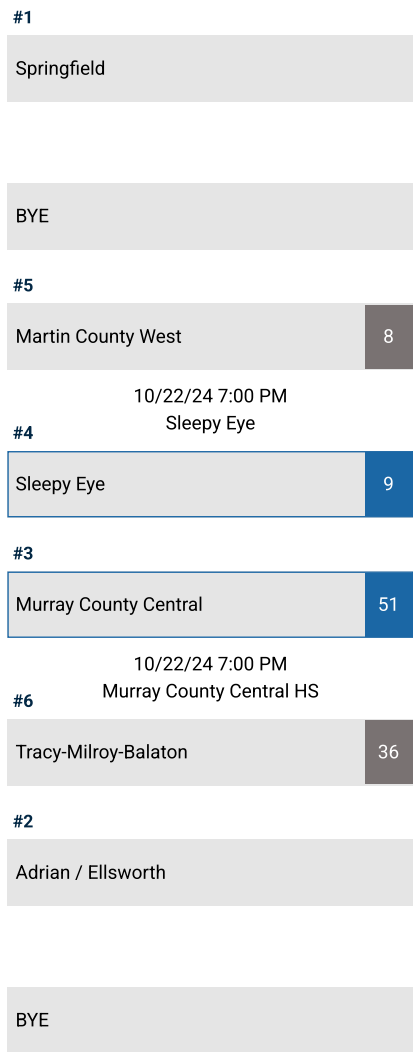 #1
Springfield
BYE
#5
Martin County West 8
10/22/24 7:00 PM
Sleepy Eye
#4
Sleepy Eye 9
#3
Murray County Central 51
10/22/24 7:00 PM
Murray County Central HS
#6
Tracy-Milroy-Balaton 36
#2
Adrian / Ellsworth
BYE